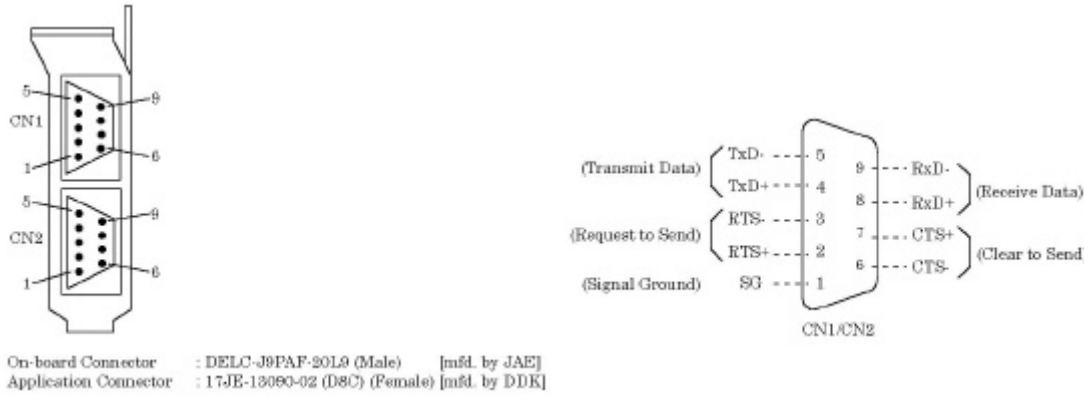 5
9
CN1
1
6
5
9
CN2
1
6
On-board Connector : DELC-J9PAF-20L9 (Male) [mfd. by JAE]
Application Connector : 17JE-13090-02 (D8C) (Female) [mfd. by DDK]
(Transmit Data) TxD- 5
TxD+ 4
(Request to Send) RTS- 3
RTS+ 2
(Signal Ground) SG 1
9 RxD-
8 RxD+ (Receive Data)
7 CTS+
6 CTS- (Clear to Send)
CN1/CN2